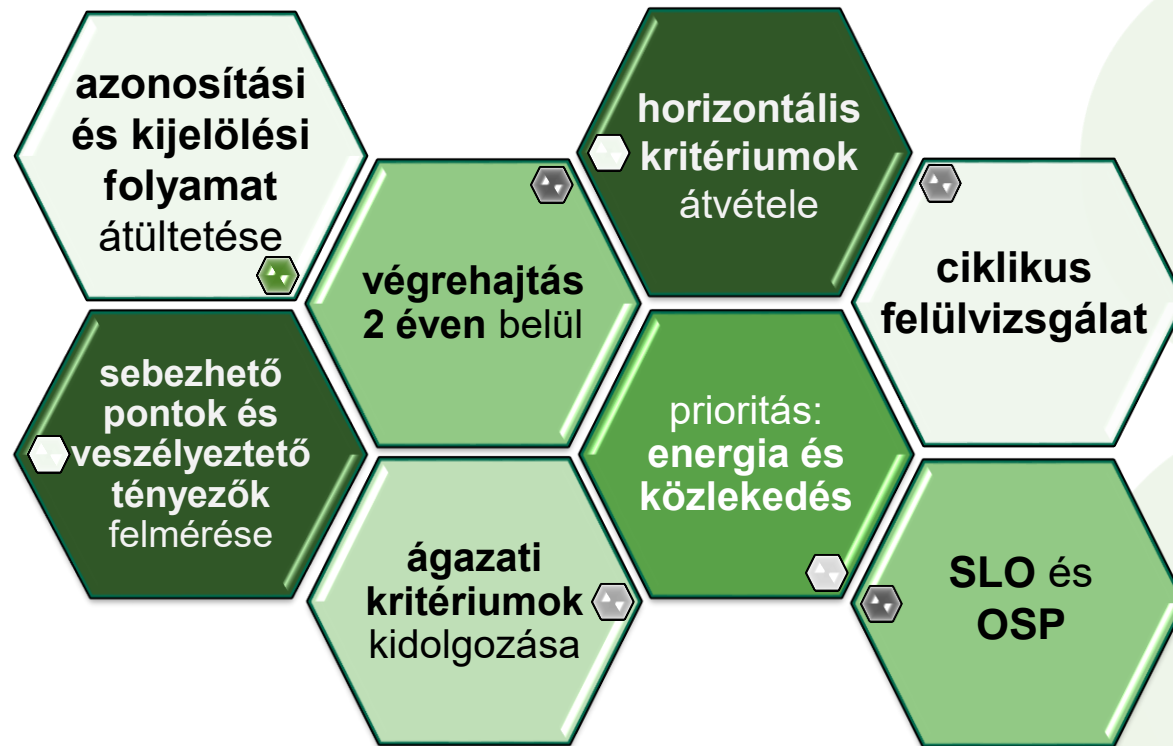 azonosítási
és kijelölési
folyamat
átültetése
végrehajtás
2 éven belül
horizontális
kritériumok
átvétele
ciklikus
felülvizsgálat
sebezhető
pontok és
veszélyeztető
tényezők
felmérése
ágazati
kritériumok
kidolgozása
prioritás:
energia és
közlekedés
SLO és
OSP